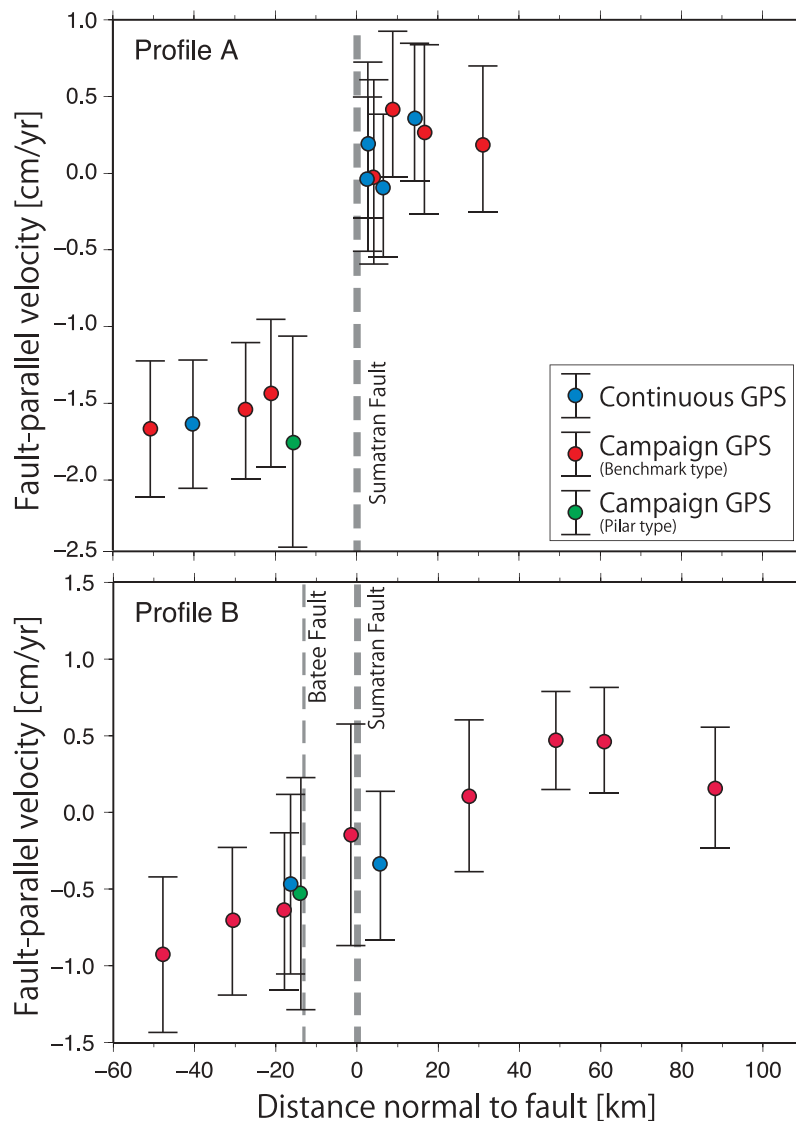 Profile A
Fault-parallel velocity [cm/yr]
1.0
0.5
0.0
−0.5
−1.0
−1.5
−2.0
−2.5
Sumatran Fault
Continuous GPS
Campaign GPS
(Benchmark type)
Campaign GPS
(Pilar type)
Profile B
Fault-parallel velocity [cm/yr]
1.5
1.0
0.5
0.0
−0.5
−1.0
−1.5
Batee Fault
Sumatran Fault
−60 −40 −20 0 20 40 60 80 100
Distance normal to fault [km]